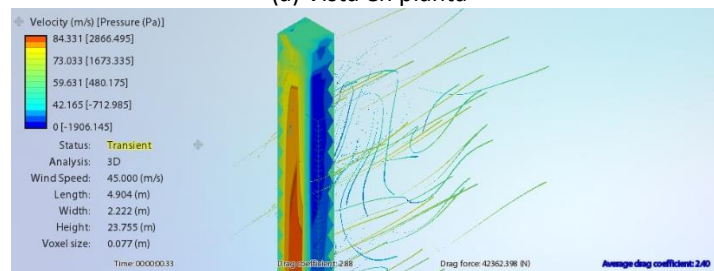 (a) Vista en planta
Velocity (m/s) [Pressure (Pa)]
84.331 [2866.495]
73.033 [1673.335]
59.631 [480.175]
42.165 [-712.985]
0 [-1906.145]
Status: Transient
Analysis: 3D
Wind Speed: 45.000 (m/s)
Length: 4.904 (m)
Width: 2.222 (m)
Height: 23.755 (m)
Voxel size: 0.077 (m)
Time: 00:00:00.33 Drag coefficient: 2.88 Drag force: 42362.398 (N) Average drag coefficient: 2.40